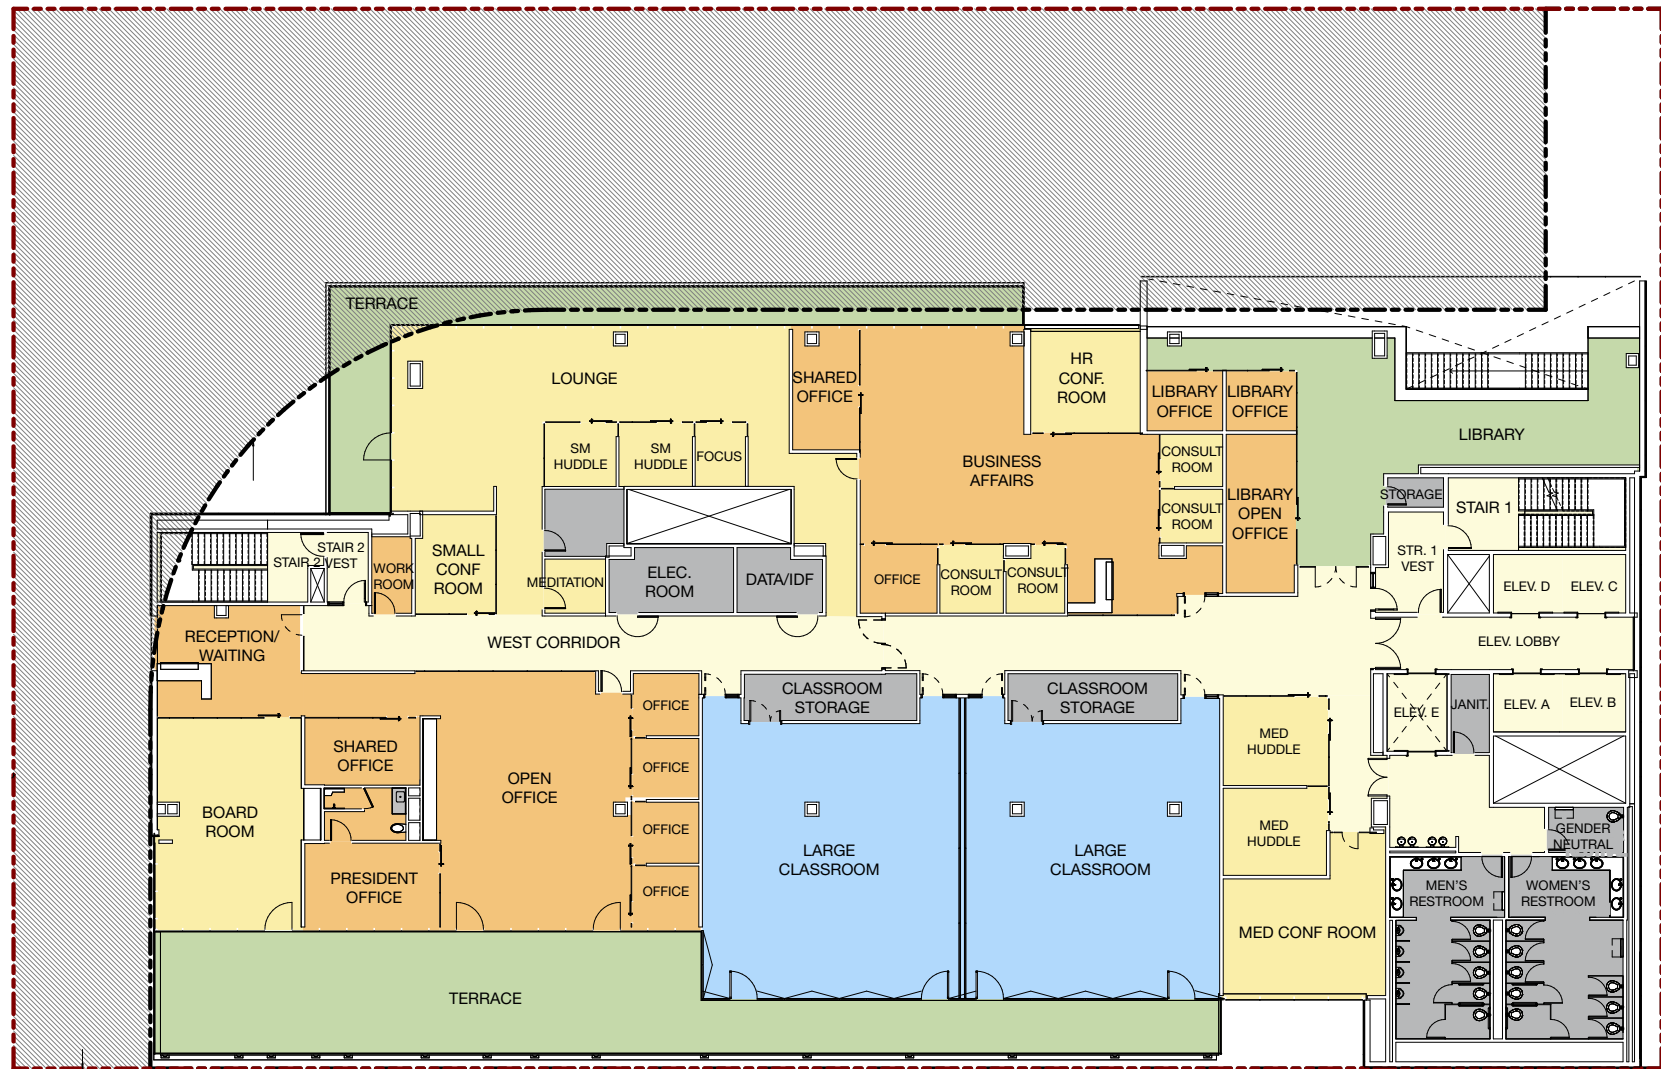 TERRACE
LOUNGE
SHARED
OFFICE
HR
CONF.
ROOM
LIBRARY
OFFICE
LIBRARY
OFFICE
LIBRARY
SM
HUDDLE
SM
HUDDLE
FOCUS
BUSINESS
AFFAIRS
CONSULT
ROOM
CONSULT
ROOM
LIBRARY
OPEN
OFFICE
STORAGE
STAIR 1
STAIR 2
VEST
STAIR 2
WORK
ROOM
SMALL
CONF
ROOM
MEDITATION
ELEC.
ROOM
DATA/IDF
OFFICE
CONSULT
ROOM
CONSULT
ROOM
STR. 1
VEST
ELEV. D
ELEV. C
RECEPTION/
WAITING
WEST CORRIDOR
ELEV. LOBBY
CLASSROOM
STORAGE
CLASSROOM
STORAGE
OFFICE
ELEV. E
JANIT.
ELEV. A
ELEV. B
SHARED
OFFICE
OPEN
OFFICE
OFFICE
MED
HUDDLE
BOARD
ROOM
OFFICE
MED
HUDDLE
GENDER
NEUTRAL
LARGE
CLASSROOM
LARGE
CLASSROOM
PRESIDENT
OFFICE
OFFICE
MEN'S
RESTROOM
WOMEN'S
RESTROOM
MED CONF ROOM
TERRACE